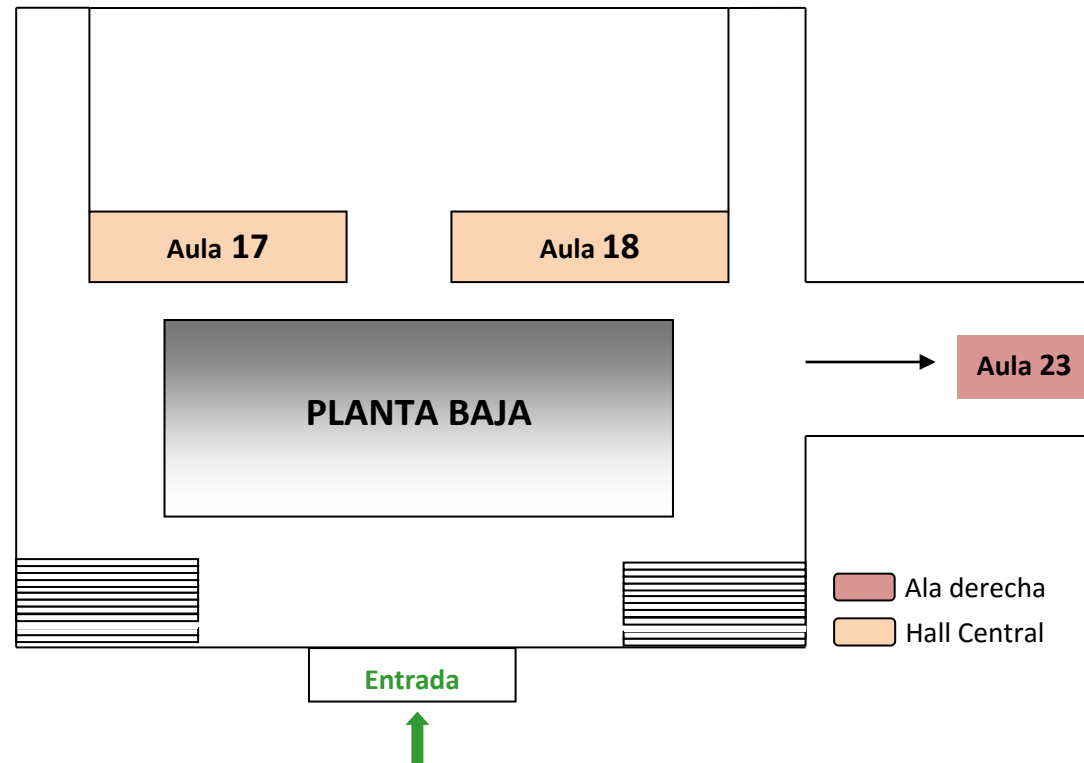 Aula 17
Aula 18
Aula 23
PLANTA BAJA
Ala derecha
Hall Central
Entrada